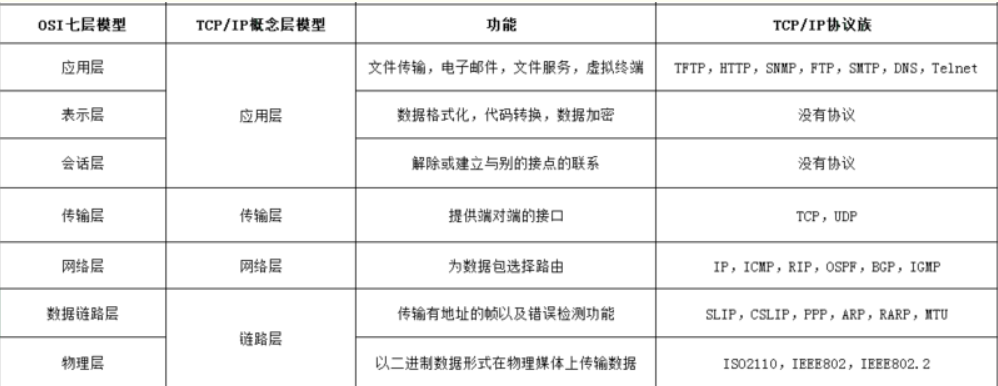 OSI七层模型 TCP/IP概念层模型 功能 TCP/IP协议族
应用层 文件传输，电子邮件，文件服务，虚拟终端 TFTP，HTTP，SNMP，FTP，SMTP，DNS，Telnet
表示层 应用层 数据格式化，代码转换，数据加密 没有协议
会话层 解除或建立与别的接点的联系 没有协议
传输层 传输层 提供端对端的接口 TCP，UDP
网络层 网络层 为数据包选择路由 IP，ICMP，RIP，OSPF，BGP，IGMP
数据链路层 传输有地址的帧以及错误检测功能 SLIP，CSLIP，PPP，ARP，RARP，MTU
链路层
物理层 以二进制数据形式在物理媒体上传输数据 ISO2110，IEEE802，IEEE802.2